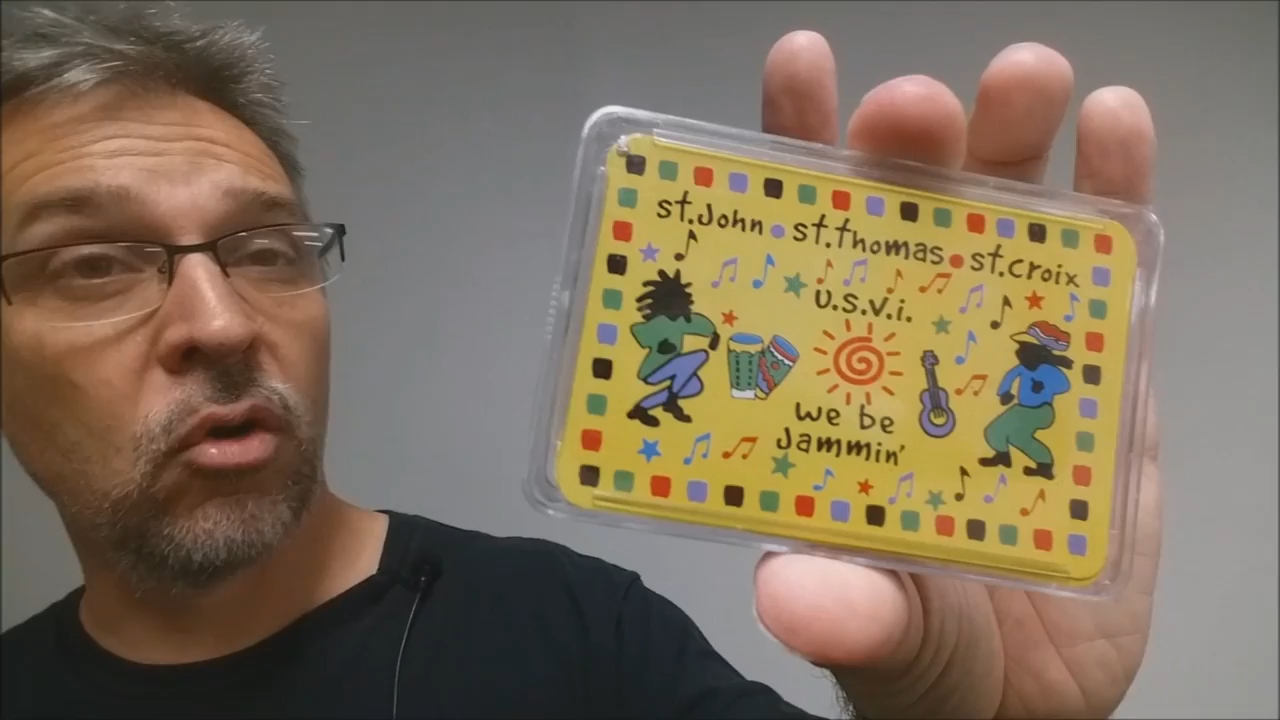 st.John • st.thomas • st.croix
U.S.V.i.
we be
Jammin'